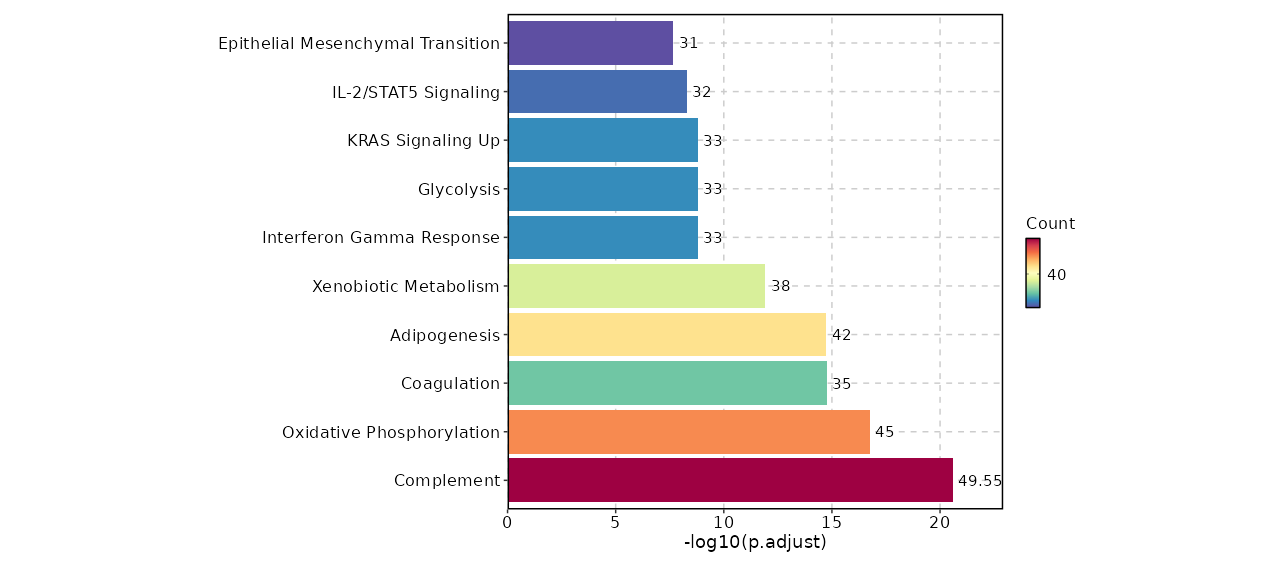 Epithelial Mesenchymal Transition 31
IL-2/STAT5 Signaling 32
KRAS Signaling Up 33
Glycolysis 33
Interferon Gamma Response 33
Xenobiotic Metabolism 38
Adipogenesis 42
Coagulation 35
Oxidative Phosphorylation 45
Complement 49.55
0 5 10 15 20
-log10(p.adjust)
Count
40